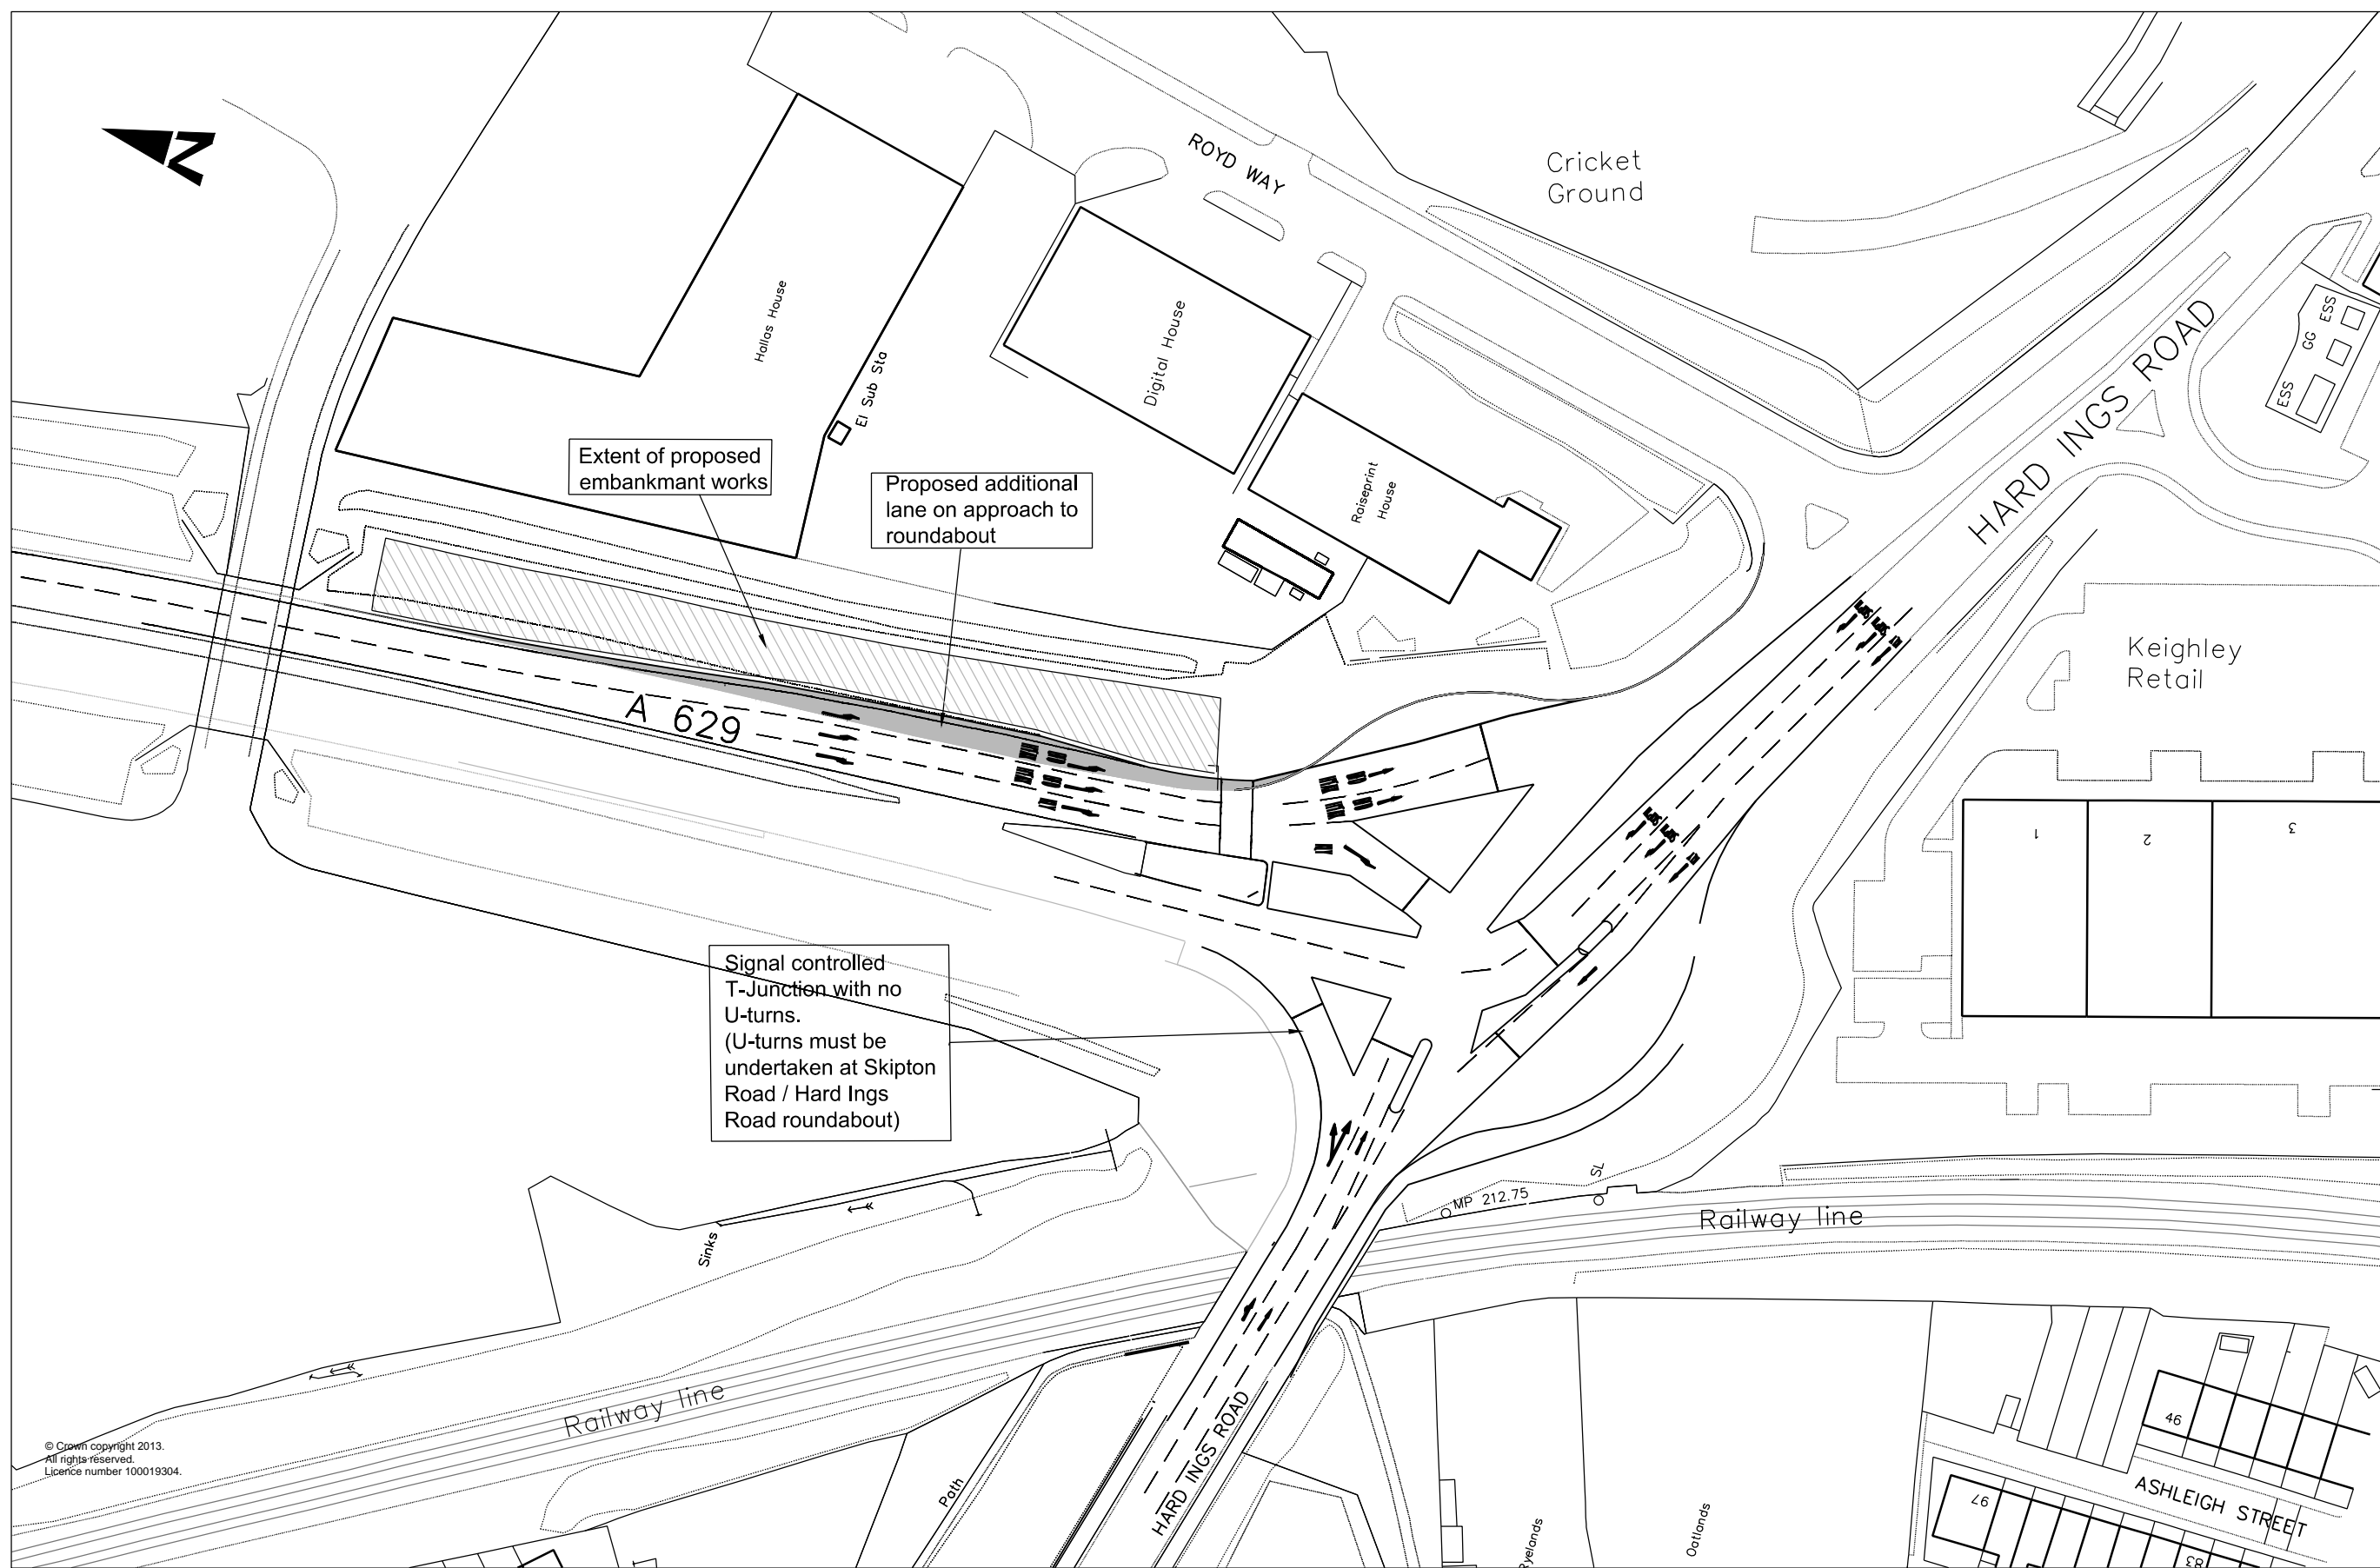 N
ROYD WAY
Cricket
Ground
Hallas House
El Sub Sta
Digital House
Raiseprint
House
HARD INGS ROAD
ESS
GG
ESS
Extent of proposed
embankmant works
Proposed additional
lane on approach to
roundabout
A 629
Keighley
Retail
1
2
3
Signal controlled
T-Junction with no
U-turns.
(U-turns must be
undertaken at Skipton
Road / Hard Ings
Road roundabout)
Sinks
MP 212.75
SL
Railway line
Railway line
Path
HARD INGS ROAD
Oatlands
46
97
83
ASHLEIGH STREET
© Crown copyright 2013.
All rights reserved.
Licence number 100019304.